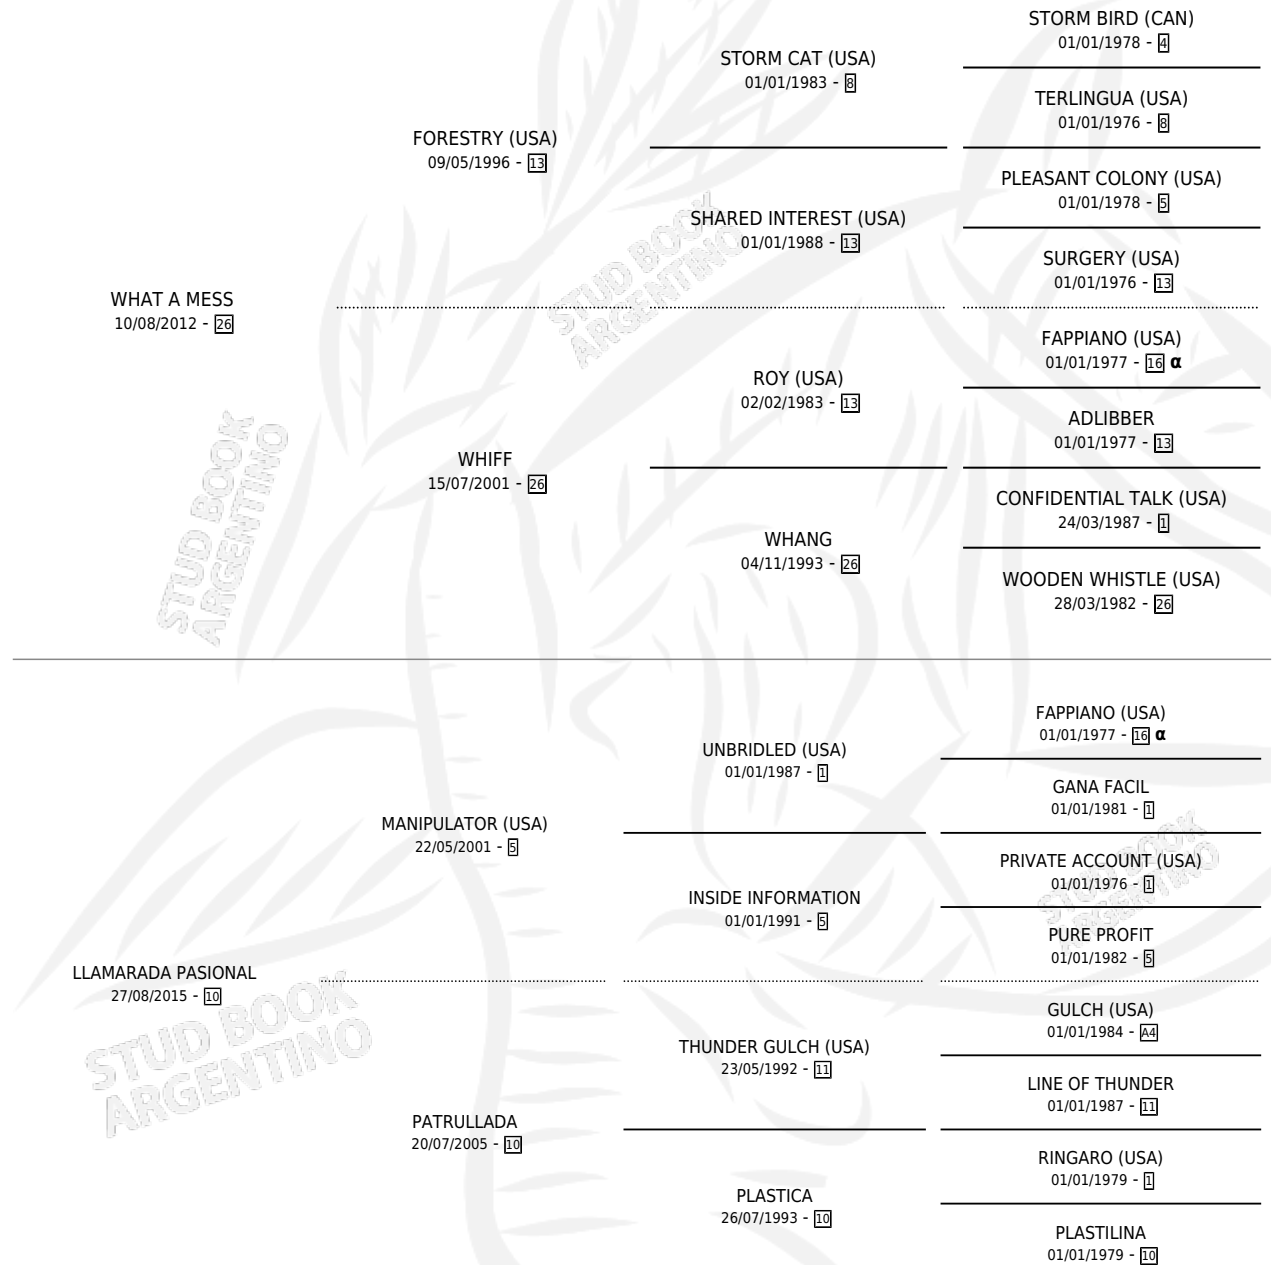 STORM BIRD (CAN)
01/01/1978 - 4
STORM CAT (USA)
01/01/1983 - 8
TERLINGUA (USA)
01/01/1976 - 8
FORESTRY (USA)
09/05/1996 - 13
PLEASANT COLONY (USA)
01/01/1978 - 5
SHARED INTEREST (USA)
01/01/1988 - 13
SURGERY (USA)
01/01/1976 - 13
WHAT A MESS
10/08/2012 - 26
FAPPIANO (USA)
01/01/1977 - 16 α
ROY (USA)
02/02/1983 - 13
ADLIBBER
01/01/1977 - 13
WHIFF
15/07/2001 - 26
CONFIDENTIAL TALK (USA)
24/03/1987 - 1
WHANG
04/11/1993 - 26
WOODEN WHISTLE (USA)
28/03/1982 - 26
FAPPIANO (USA)
01/01/1977 - 16 α
UNBRIDLED (USA)
01/01/1987 - 1
GANA FACIL
01/01/1981 - 1
MANIPULATOR (USA)
22/05/2001 - 5
PRIVATE ACCOUNT (USA)
01/01/1976 - 1
INSIDE INFORMATION
01/01/1991 - 5
PURE PROFIT
01/01/1982 - 5
LLAMARADA PASIONAL
27/08/2015 - 10
GULCH (USA)
01/01/1984 - A4
THUNDER GULCH (USA)
23/05/1992 - 11
LINE OF THUNDER
01/01/1987 - 11
PATRULLADA
20/07/2005 - 10
RINGARO (USA)
01/01/1979 - 1
PLASTICA
26/07/1993 - 10
PLASTILINA
01/01/1979 - 10
STUD BOOK
ARGENTINO
STUD BOOK
ARGENTINO
STUD BOOK
ARGENTINO
STUD BOOK
ARGENTINO